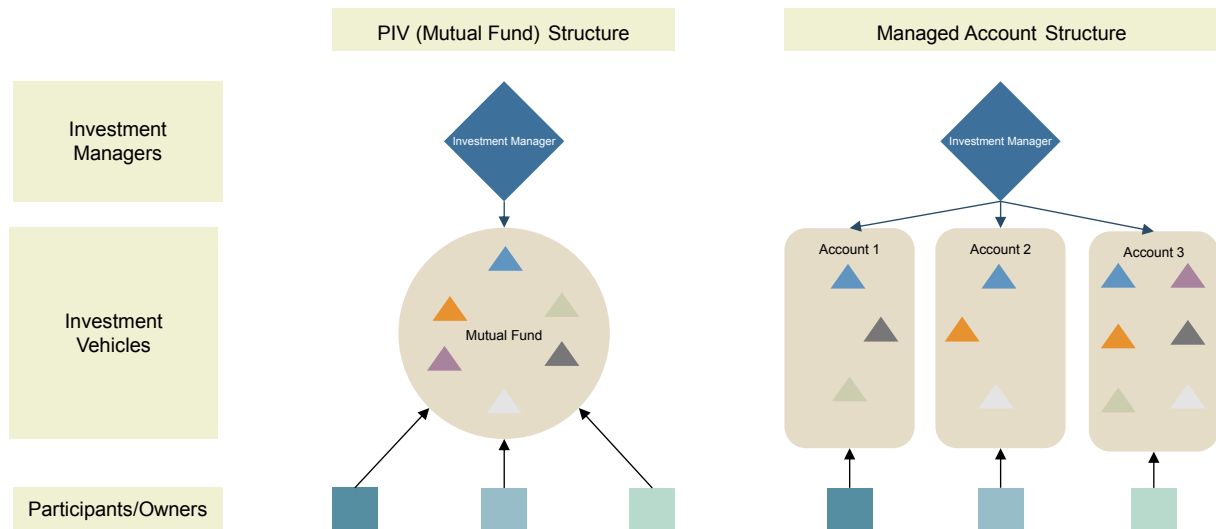 PIV (Mutual Fund) Structure
Managed Account Structure
Investment
Managers
Investment Manager
Investment Manager
Investment
Vehicles
Mutual Fund
Account 1
Account 2
Account 3
Participants/Owners